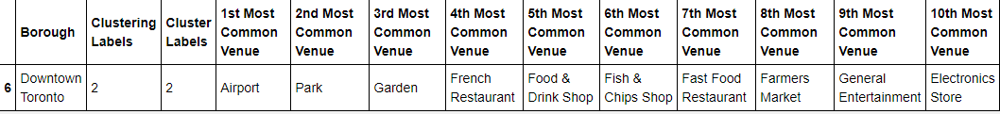 Borough Clustering Labels Cluster Labels 1st Most Common Venue 2nd Most Common Venue 3rd Most Common Venue 4th Most Common Venue 5th Most Common Venue 6th Most Common Venue 7th Most Common Venue 8th Most Common Venue 9th Most Common Venue 10th Most Common Venue
6 Downtown Toronto 2 2 Airport Park Garden French Restaurant Food & Drink Shop Fish & Chips Shop Fast Food Restaurant Farmers Market General Entertainment Electronics Store